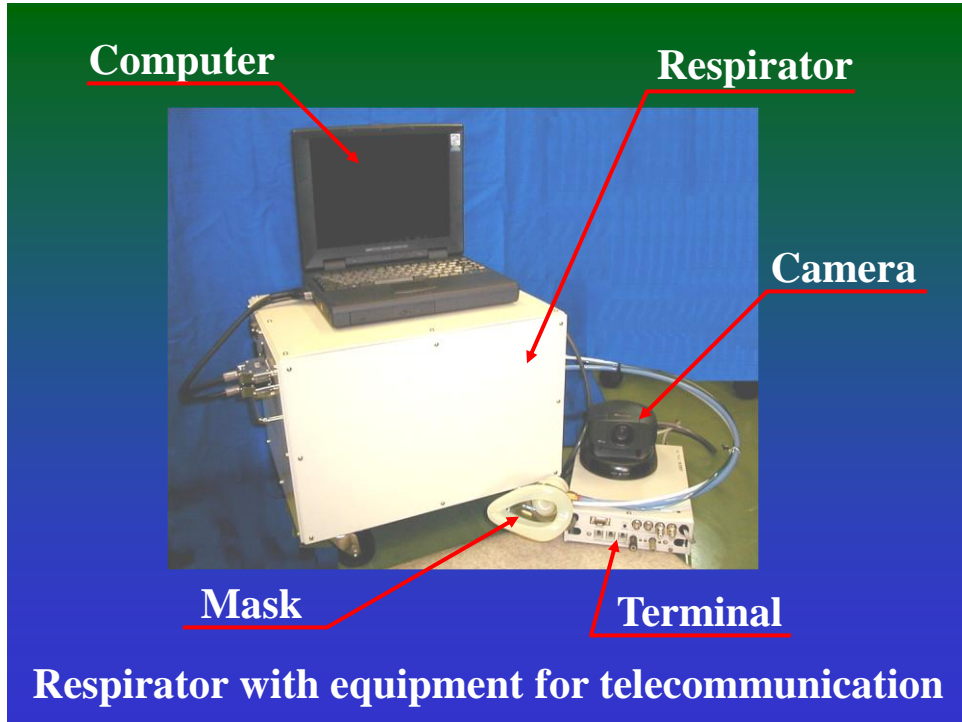 Computer
Respirator
Camera
Mask
Terminal
Respirator with equipment for telecommunication